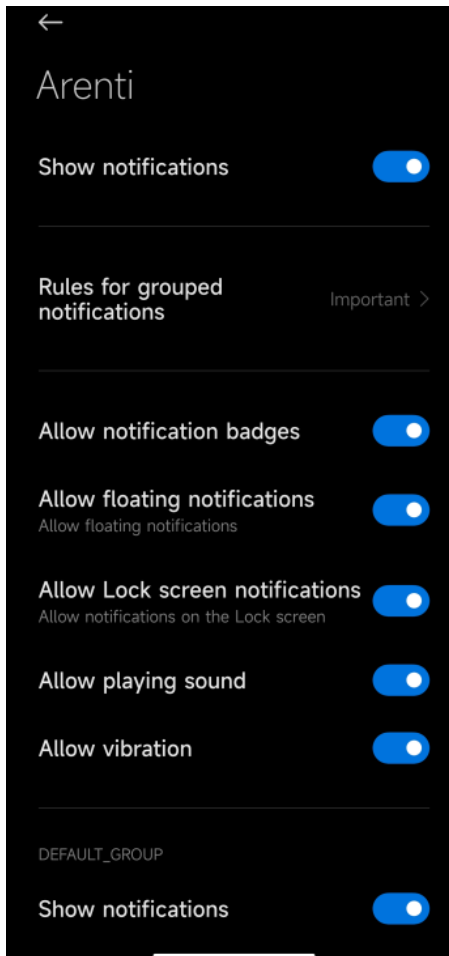 Arenti
Show notifications
Rules for grouped
notifications
Important
Allow notification badges
Allow floating notifications
Allow floating notifications
Allow Lock screen notifications
Allow notifications on the Lock screen
Allow playing sound
Allow vibration
DEFAULT_GROUP
Show notifications